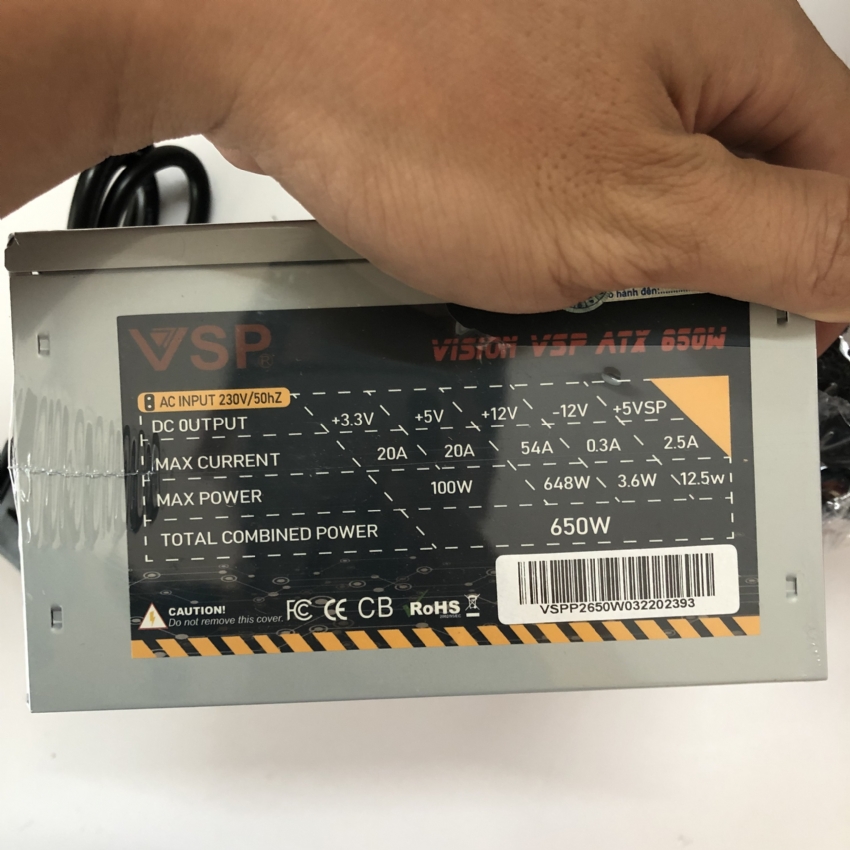 hành đến:
VSP
VISION VSP ATX 650W
AC INPUT 230V/50hZ
DC OUTPUT +3.3V +5V +12V -12V +5VSP
MAX CURRENT 20A 20A 54A 0.3A 2.5A
MAX POWER 100W 648W 3.6W 12.5w
TOTAL COMBINED POWER 650W
CAUTION!
Do not remove this cover.
FC CE CB RoHS
VSPP2650W032202393